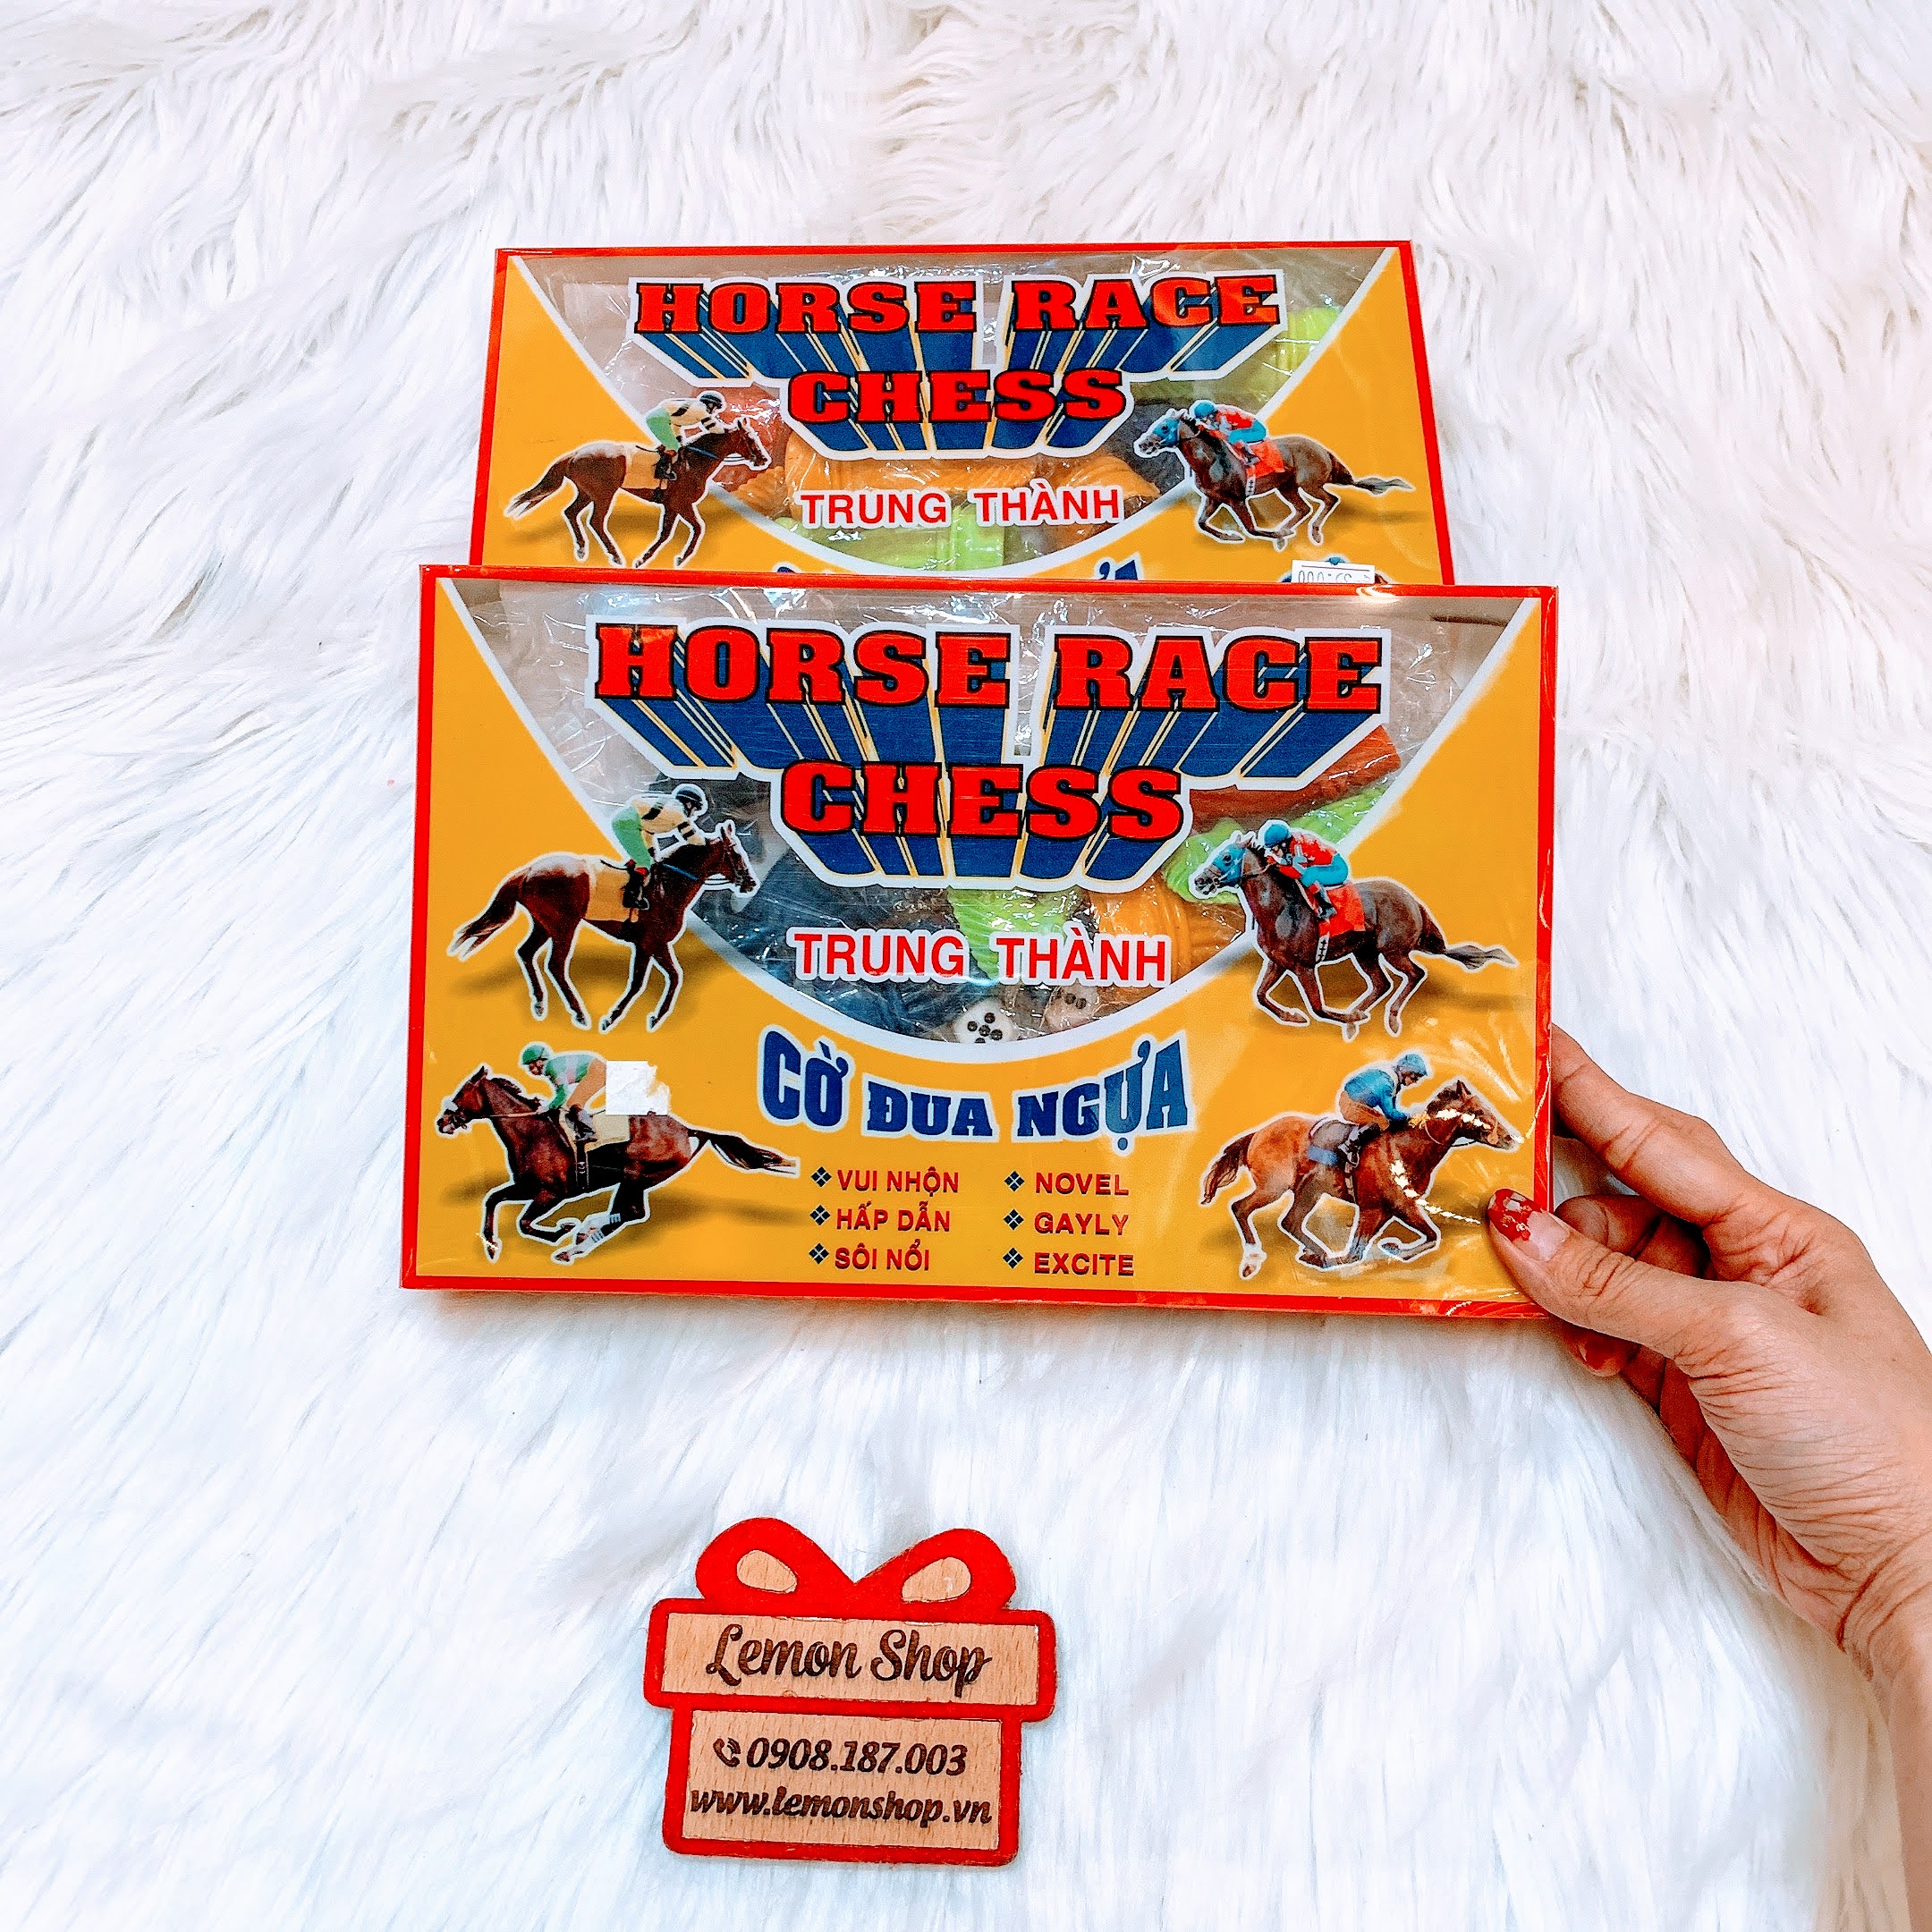 HORSE RACE
CHESS
TRUNG THÀNH
HORSE RACE
CHESS
TRUNG THÀNH
CỜ ĐUA NGỰA
VUI NHỘN
HẤP DẪN
SÔI NỔI
NOVEL
GAYLY
EXCITE
Lemon Shop
0908.187.003
www.lemonshop.vn